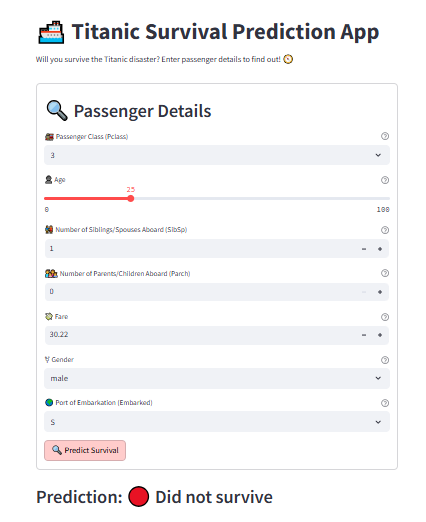 Titanic Survival Prediction App
Will you survive the Titanic disaster? Enter passenger details to find out!
Passenger Details
Passenger Class (Pclass)
3
Age
25
0 100
Number of Siblings/Spouses Aboard (SibSp)
1
Number of Parents/Children Aboard (Parch)
0
Fare
30,22
Gender
male
Port of Embarkation (Embarked)
S
Predict Survival
Prediction: Did not survive